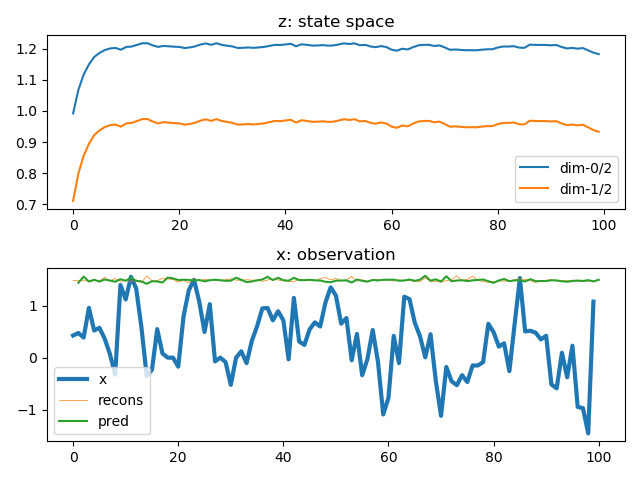 z: state space
1.2
1.1
1.0
0.9
0.8
0.7
dim-0/2
dim-1/2
0 20 40 60 80 100
x: observation
1
0
−1
x
recons
pred
0 20 40 60 80 100